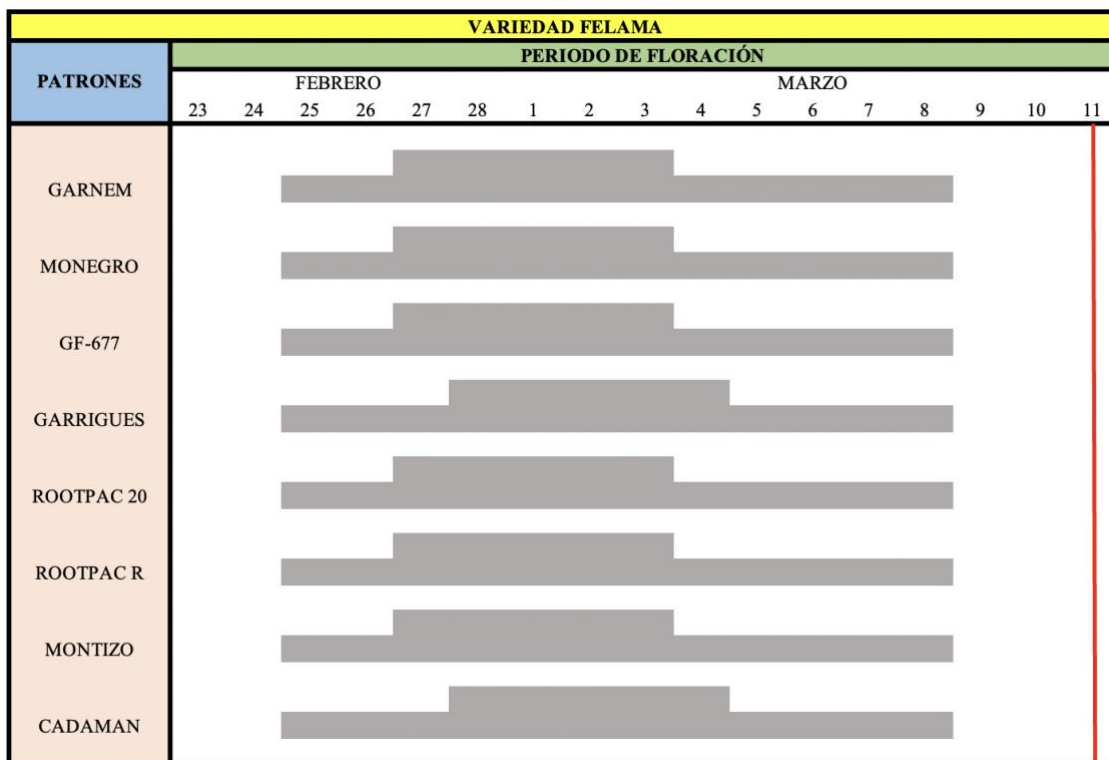 VARIEDAD FELAMA
PERIODO DE FLORACIÓN
PATRONES
FEBRERO MARZO
23 24 25 26 27 28 1 2 3 4 5 6 7 8 9 10 11
GARNEM
MONEGRO
GF-677
GARRIGUES
ROOTPAC 20
ROOTPAC R
MONTIZO
CADAMAN